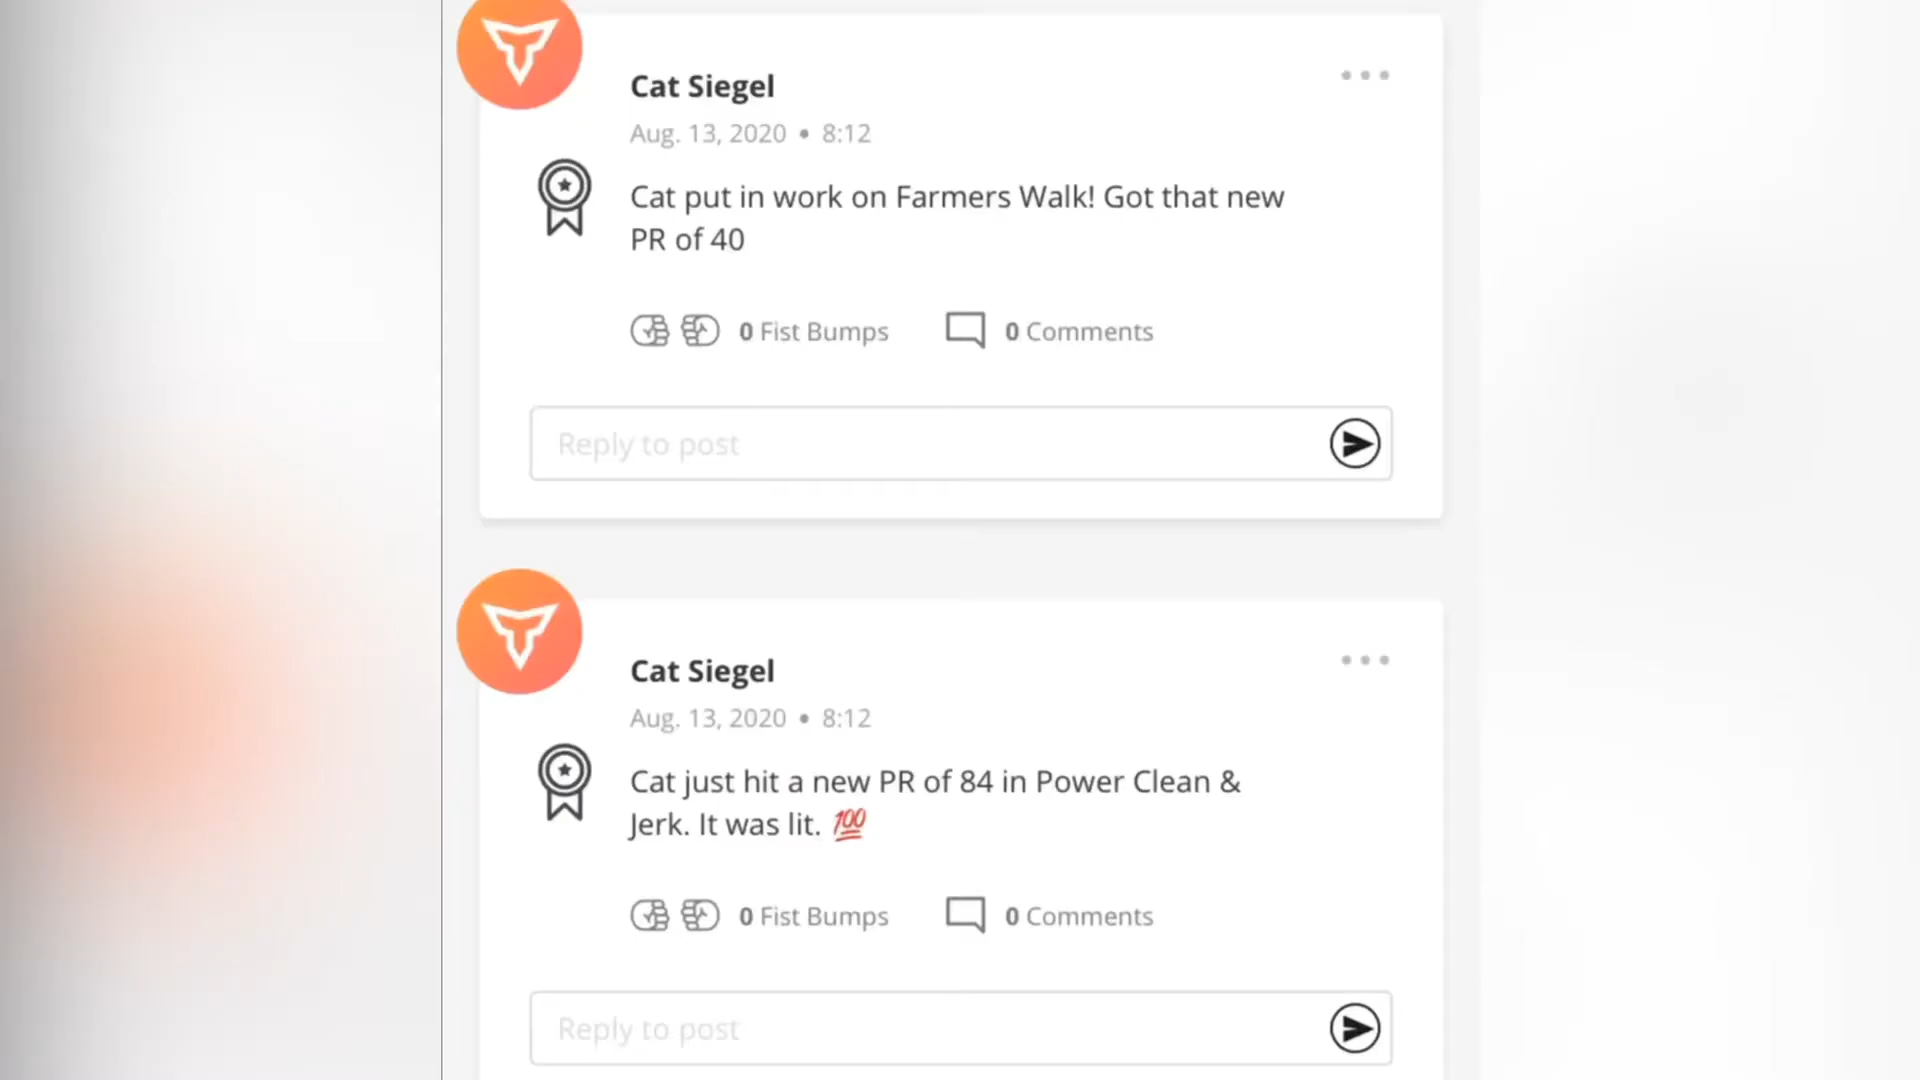 Cat Siegel
Aug. 13, 2020 • 8:12
Cat put in work on Farmers Walk! Got that new
PR of 40
0 Fist Bumps 0 Comments
Reply to post
Cat Siegel
Aug. 13, 2020 • 8:12
Cat just hit a new PR of 84 in Power Clean &
Jerk. It was lit. 💯
0 Fist Bumps 0 Comments
Reply to post